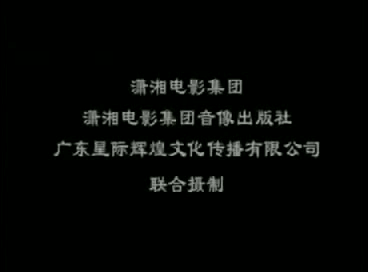 潇湘电影集团
潇湘电影集团音像出版社
广东星际辉煌文化传播有限公司
联合摄制